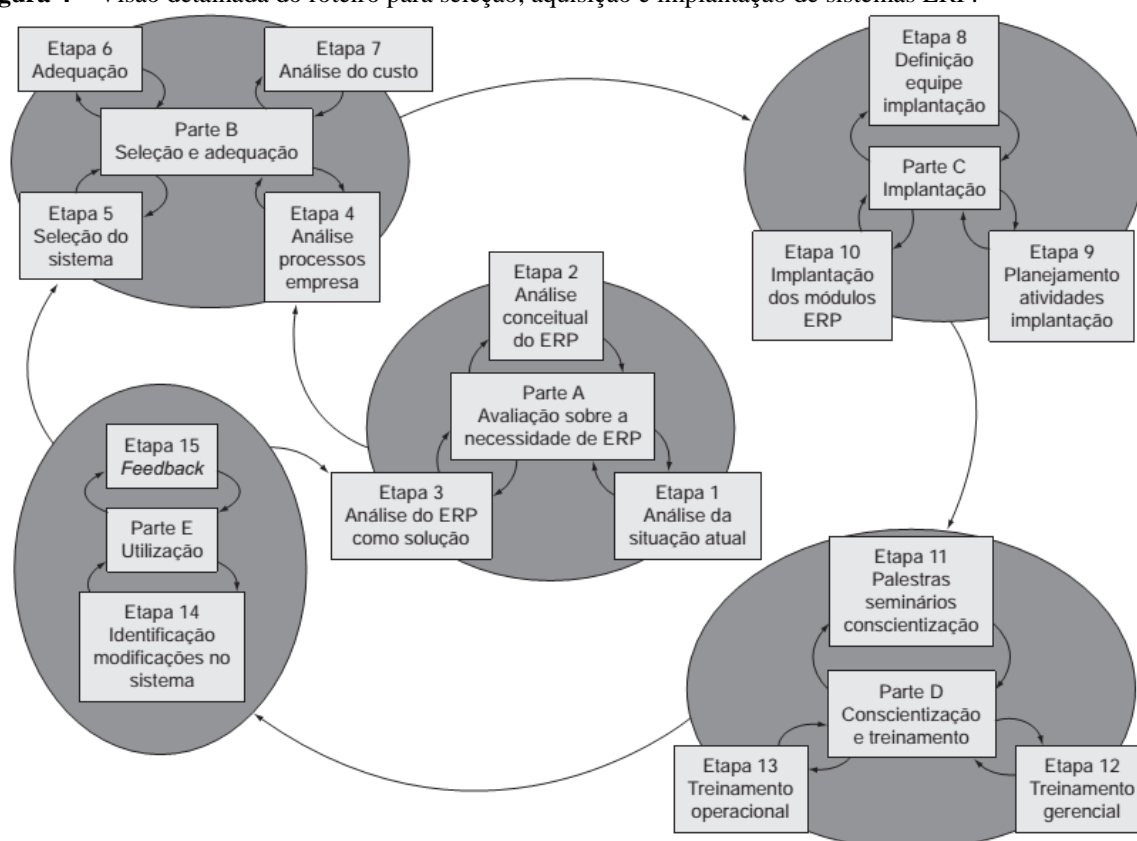 Figura 4 – Visão detalhada do roteiro para seleção, aquisição e implantação de sistemas ERP.
Etapa 6
Adequação
Etapa 7
Análise do custo
Parte B
Seleção e adequação
Etapa 5
Seleção do
sistema
Etapa 4
Análise
processos
empresa
Etapa 8
Definição
equipe
implantação
Parte C
Implantação
Etapa 10
Implantação
dos módulos
ERP
Etapa 9
Planejamento
atividades
implantação
Etapa 2
Análise
conceitual
do ERP
Parte A
Avaliação sobre a
necessidade de ERP
Etapa 3
Análise do ERP
como solução
Etapa 1
Análise da
situação atual
Etapa 15
Feedback
Parte E
Utilização
Etapa 14
Identificação
modificações no
sistema
Etapa 11
Palestras
seminários
conscientização
Parte D
Conscientização
e treinamento
Etapa 13
Treinamento
operacional
Etapa 12
Treinamento
gerencial